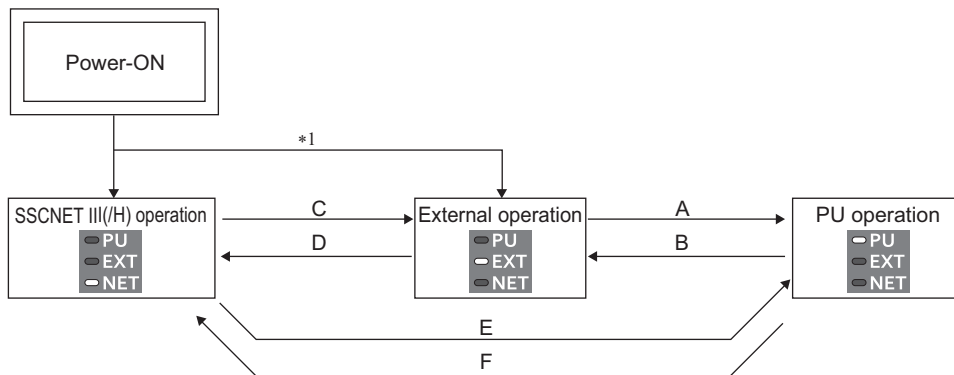 Power-ON
*1
SSCNET III(/H) operation
PU
EXT
NET
C
D
External operation
PU
EXT
NET
A
B
PU operation
PU
EXT
NET
E
F